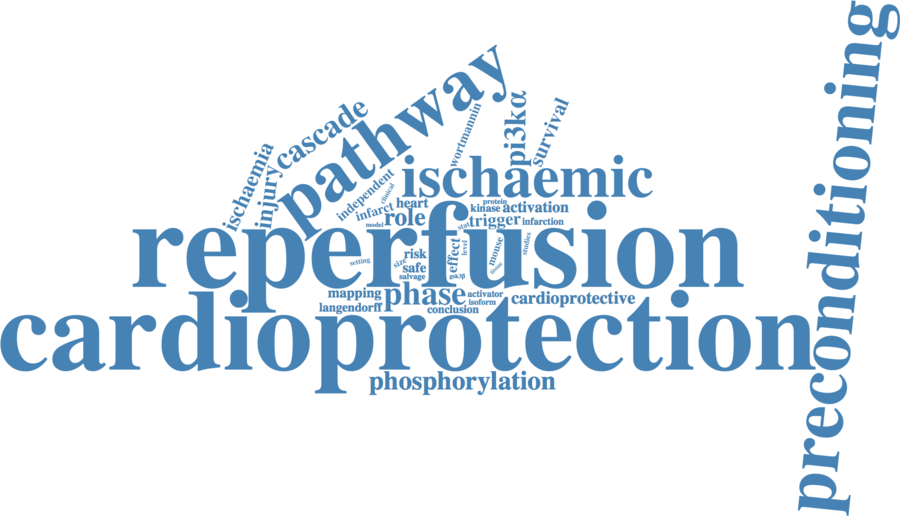 preconditioning
pathway
cascade
wortmannin
pi3kα
survival
ischaemia
injury
independent
clinical
ischaemic
infarct
heart
protein
kinase
activation
model
role
stat
trigger
infarction
reperfusion
setting
size
risk
safe
salvage
effect
level
gsk3β
mouse
tissue
studies
mapping
phase
activator
isoform
cardioprotective
langendorff
conclusion
cardioprotection
phosphorylation